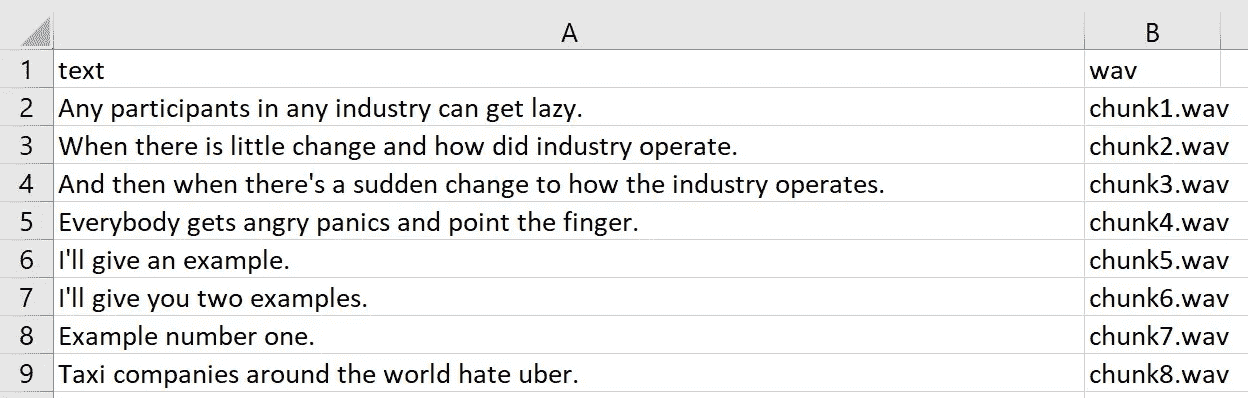 A B
1 text wav
2 Any participants in any industry can get lazy. chunk1.wav
3 When there is little change and how did industry operate. chunk2.wav
4 And then when there's a sudden change to how the industry operates. chunk3.wav
5 Everybody gets angry panics and point the finger. chunk4.wav
6 I'll give an example. chunk5.wav
7 I'll give you two examples. chunk6.wav
8 Example number one. chunk7.wav
9 Taxi companies around the world hate uber. chunk8.wav